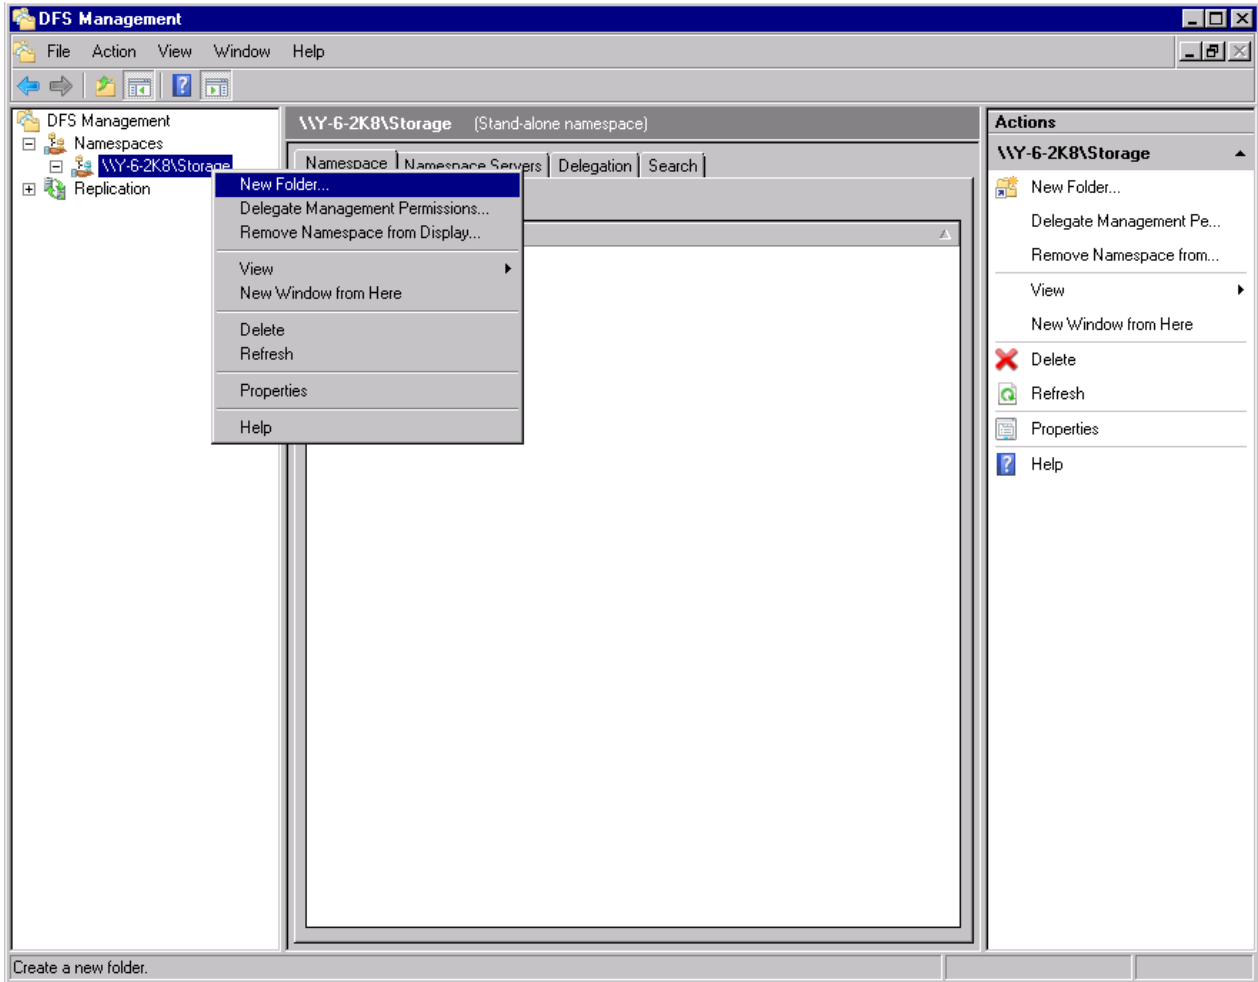 DFS Management
File Action View Window Help
DFS Management
Namespaces
\\Y-6-2K8\Storage
Replication
\\Y-6-2K8\Storage (Stand-alone namespace)
Namespace Namespace Servers Delegation Search
New Folder...
Delegate Management Permissions...
Remove Namespace from Display...
View
New Window from Here
Delete
Refresh
Properties
Help
Actions
\\Y-6-2K8\Storage
New Folder...
Delegate Management Pe...
Remove Namespace from...
View
New Window from Here
Delete
Refresh
Properties
Help
Create a new folder.